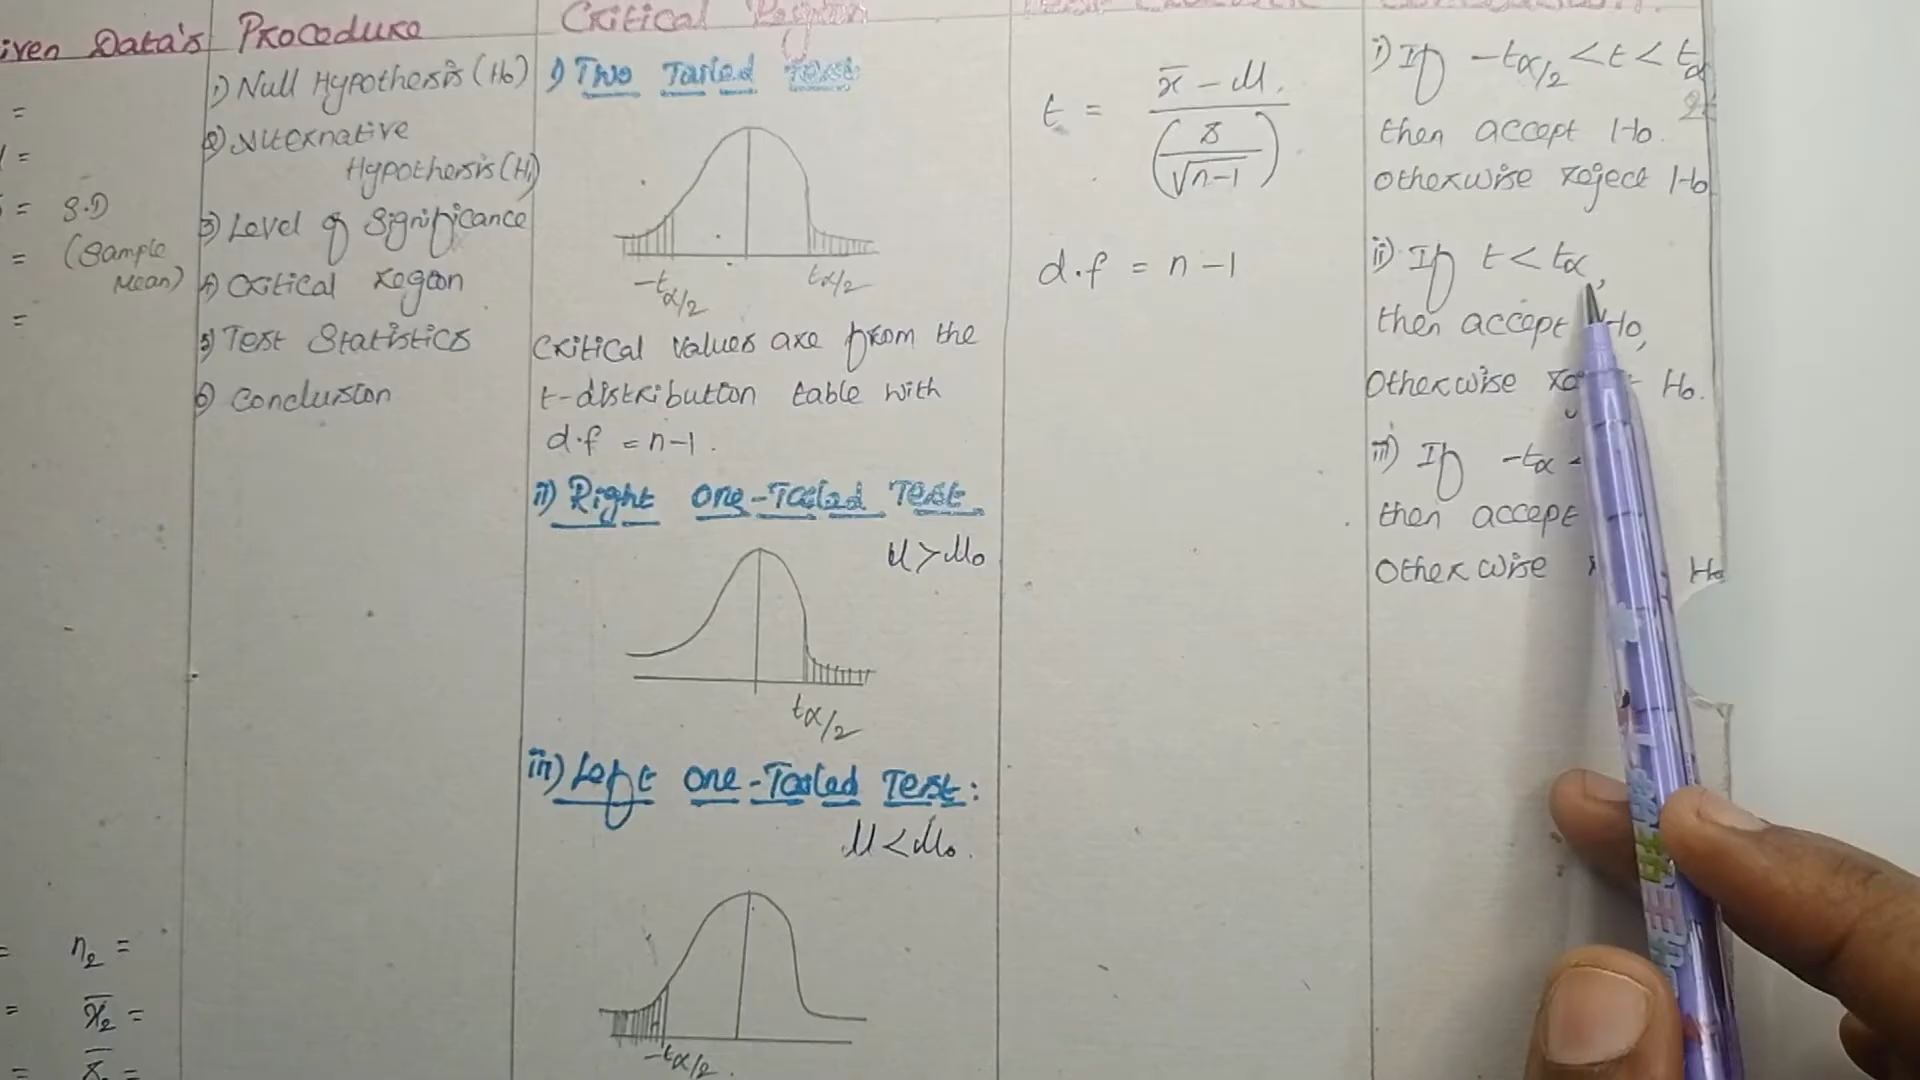 Data's
Procedure
Critical Region
=
=
= S.D
= (Sample
Mean)
=
1) Null Hypothesis (H0)
2) Alternative
Hypothesis (H1)
3) Level of Significance
4) Critical region
5) Test Statistics
6) Conclusion
i) Two Tailed Test
-tα/2
tα/2
Critical values are from the
t-distribution table with
d.f = n-1.
ii) Right One-Tailed Test
μ > μ0
tα/2
iii) Left One-Tailed Test:
μ < μ0.
-tα/2.
t = x̄ - μ. / (s / √n-1)
d.f = n-1
i) If -tα/2 < t < tα/2
then accept H0.
Otherwise reject H0
ii) If t < tα,
then accept H0,
Otherwise H0.
iii) If -tα
then accept
Otherwise H0
= n2 =
= x̄2 =
=